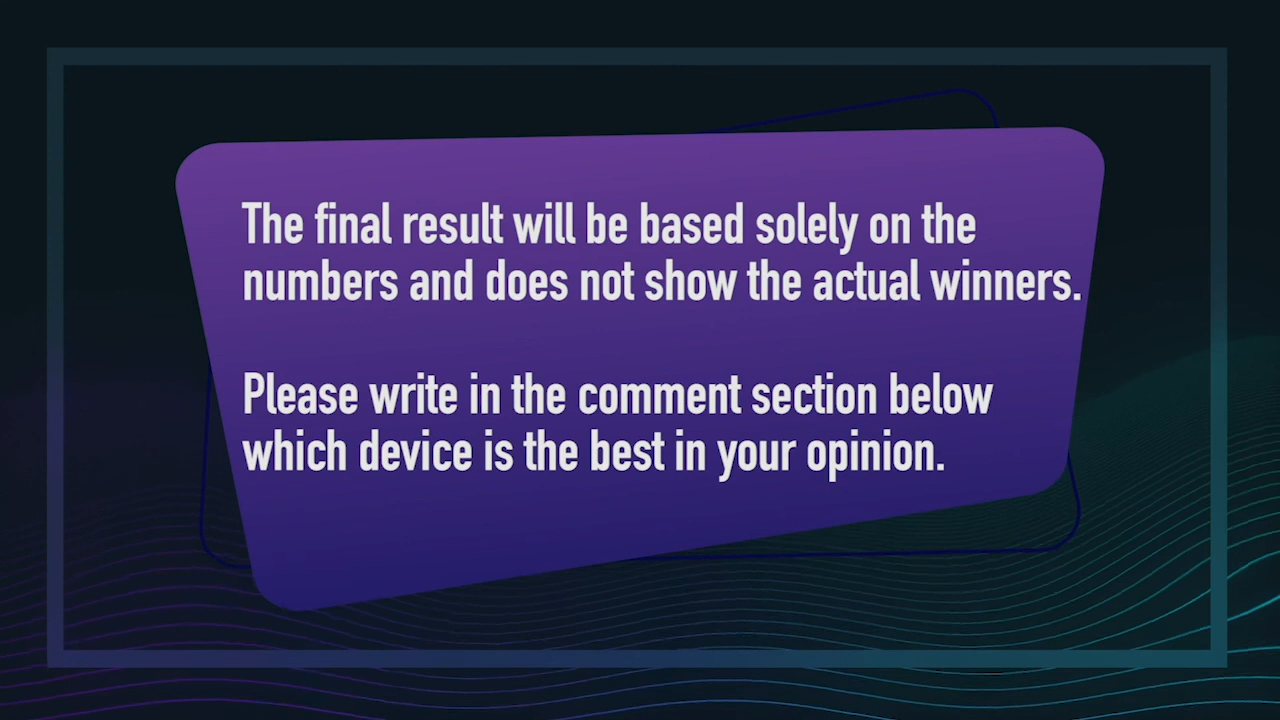 The final result will be based solely on the
numbers and does not show the actual winners.
Please write in the comment section below
which device is the best in your opinion.